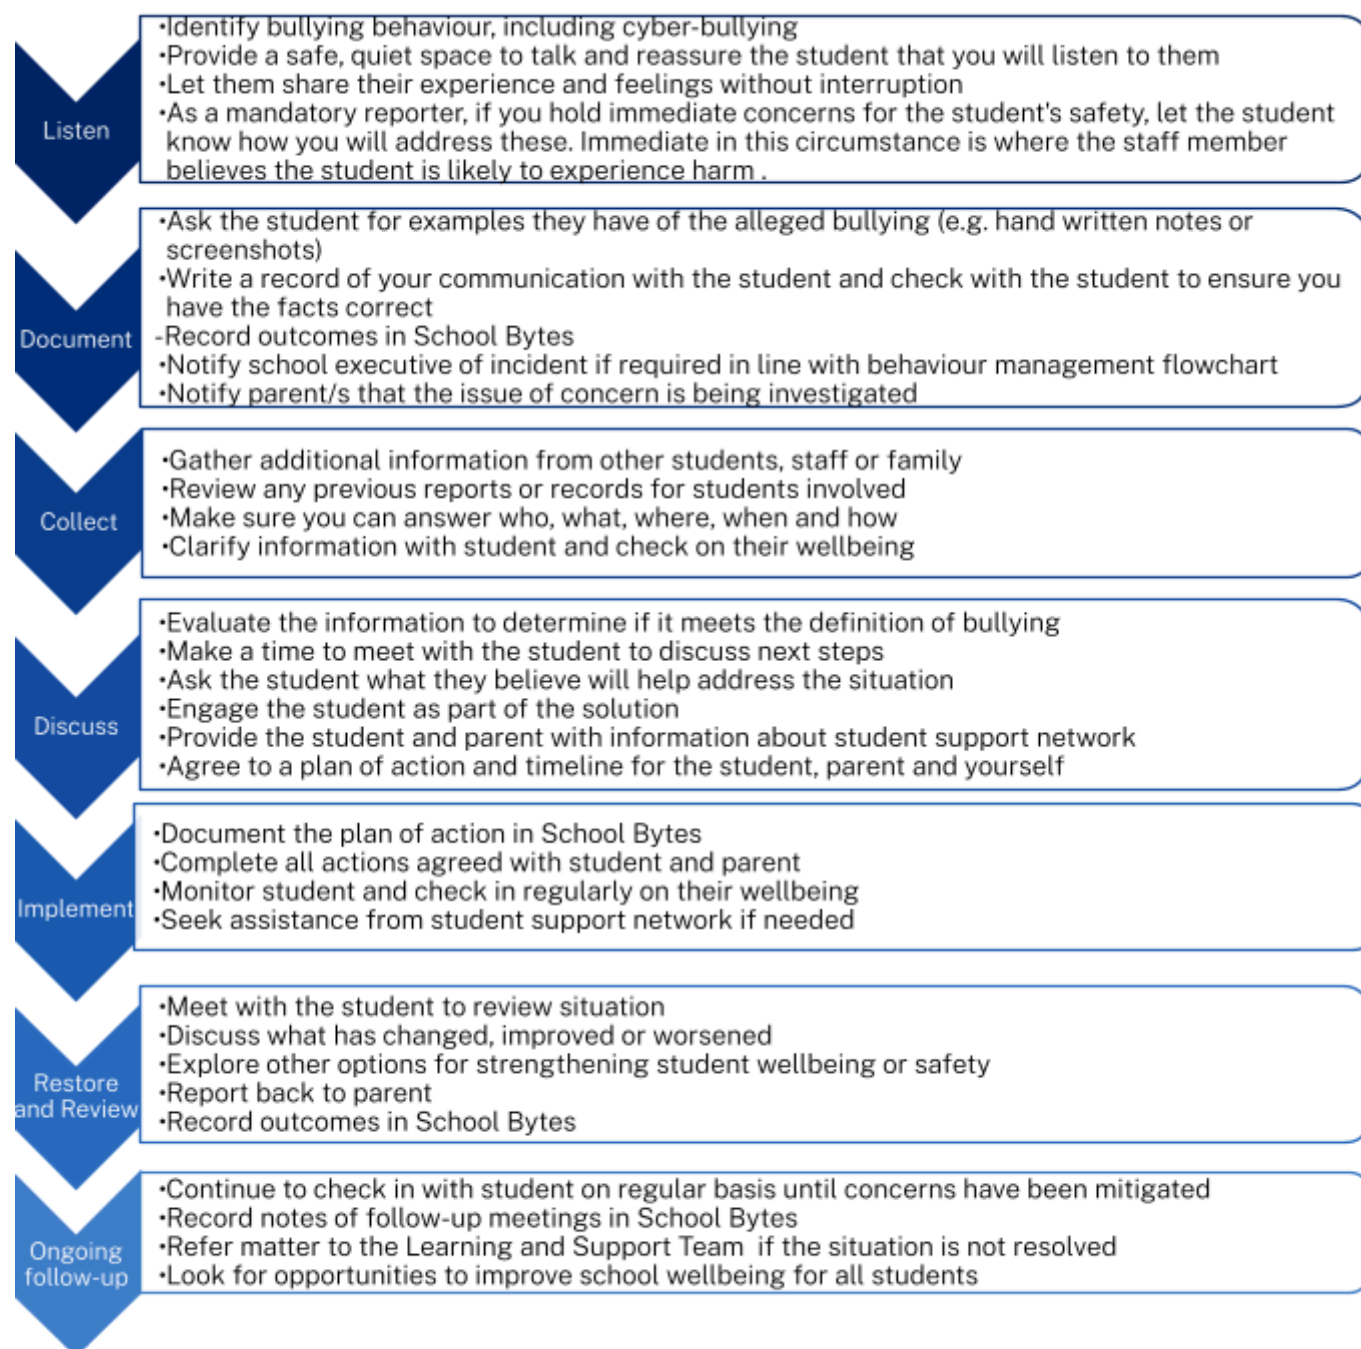 Listen
•Identify bullying behaviour, including cyber-bullying
•Provide a safe, quiet space to talk and reassure the student that you will listen to them
•Let them share their experience and feelings without interruption
•As a mandatory reporter, if you hold immediate concerns for the student's safety, let the student
know how you will address these. Immediate in this circumstance is where the staff member
believes the student is likely to experience harm .
Document
•Ask the student for examples they have of the alleged bullying (e.g. hand written notes or
screenshots)
•Write a record of your communication with the student and check with the student to ensure you
have the facts correct
-Record outcomes in School Bytes
•Notify school executive of incident if required in line with behaviour management flowchart
•Notify parent/s that the issue of concern is being investigated
Collect
•Gather additional information from other students, staff or family
•Review any previous reports or records for students involved
•Make sure you can answer who, what, where, when and how
•Clarify information with student and check on their wellbeing
Discuss
•Evaluate the information to determine if it meets the definition of bullying
•Make a time to meet with the student to discuss next steps
•Ask the student what they believe will help address the situation
•Engage the student as part of the solution
•Provide the student and parent with information about student support network
•Agree to a plan of action and timeline for the student, parent and yourself
Implement
•Document the plan of action in School Bytes
•Complete all actions agreed with student and parent
•Monitor student and check in regularly on their wellbeing
•Seek assistance from student support network if needed
Restore
and Review
•Meet with the student to review situation
•Discuss what has changed, improved or worsened
•Explore other options for strengthening student wellbeing or safety
•Report back to parent
•Record outcomes in School Bytes
Ongoing
follow-up
•Continue to check in with student on regular basis until concerns have been mitigated
•Record notes of follow-up meetings in School Bytes
•Refer matter to the Learning and Support Team  if the situation is not resolved
•Look for opportunities to improve school wellbeing for all students